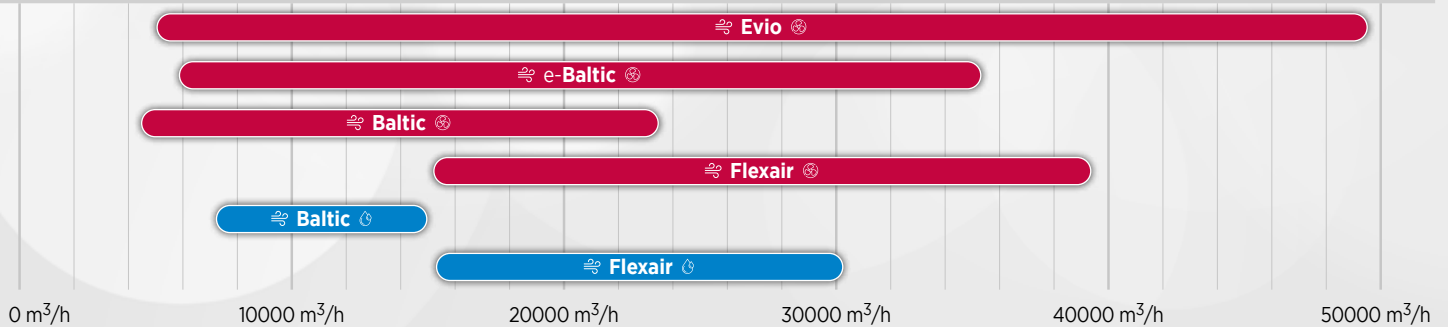 Evio
e-Baltic
Baltic
Flexair
Baltic
Flexair
0 m³/h 10000 m³/h 20000 m³/h 30000 m³/h 40000 m³/h 50000 m³/h